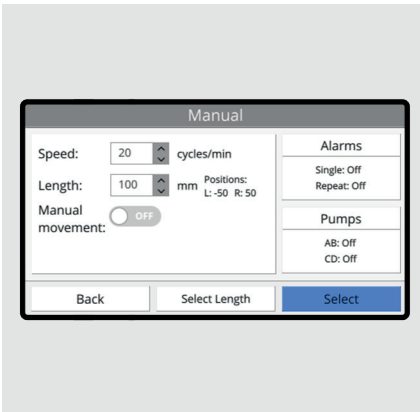 Manual
Speed: 20 cycles/min
Length: 100 mm Positions:
L: -50 R: 50
Manual
movement: OFF
Alarms
Single: Off
Repeat: Off
Pumps
AB: Off
CD: Off
Back Select Length Select